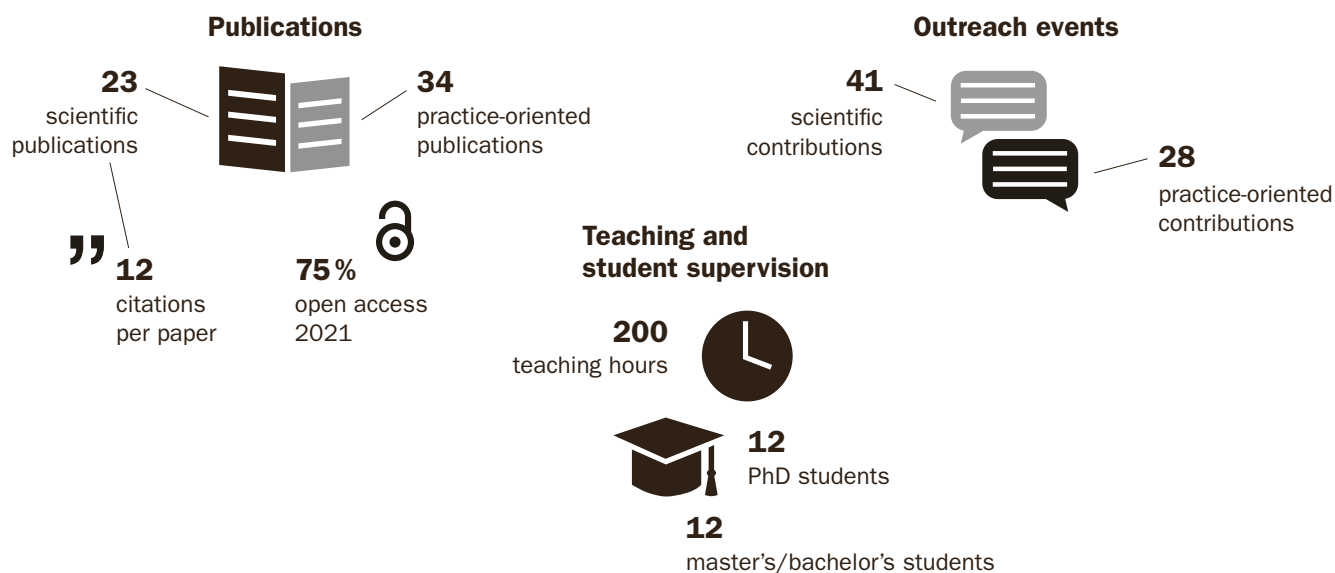 Publications
23
scientific
publications
34
practice-oriented
publications
12
citations
per paper
75 %
open access
2021
Outreach events
41
scientific
contributions
28
practice-oriented
contributions
Teaching and
student supervision
200
teaching hours
12
PhD students
12
master’s/bachelor’s students